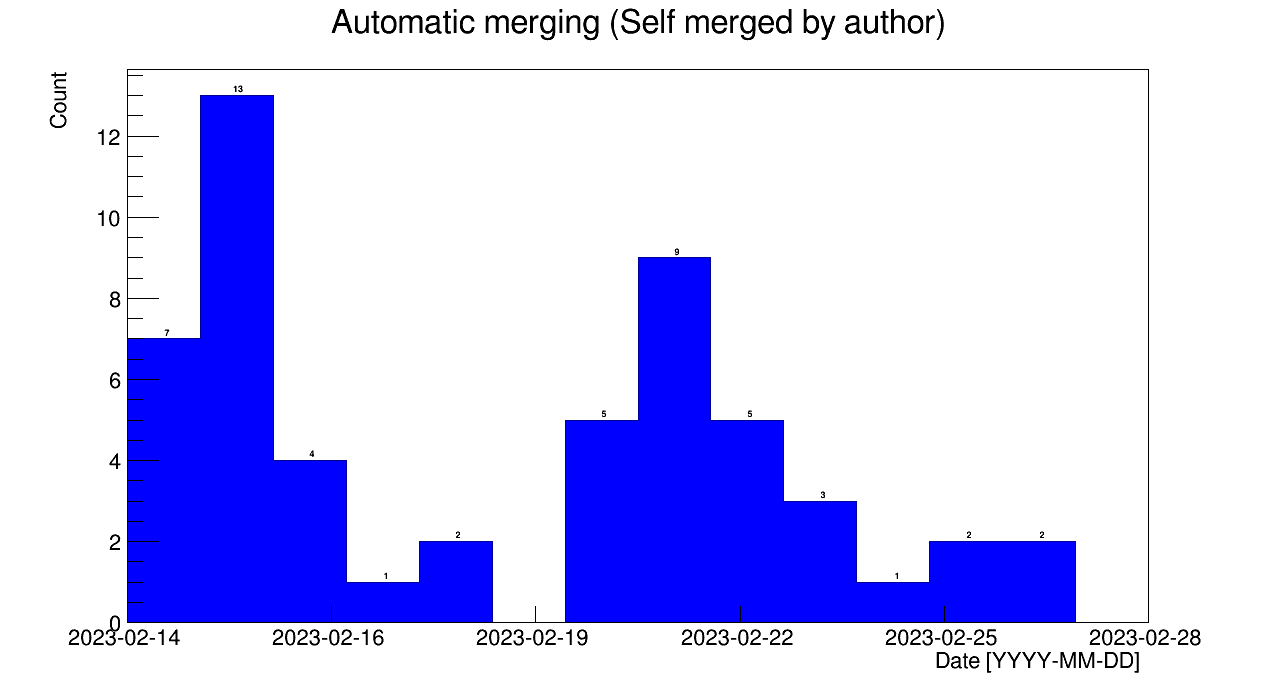 Automatic merging (Self merged by author)
Count
13
12
10
9
8
7
6
5 5
4
4
3
2
2 2 2
1 1
0
2023-02-14 2023-02-16 2023-02-19 2023-02-22 2023-02-25 2023-02-28
Date [YYYY-MM-DD]